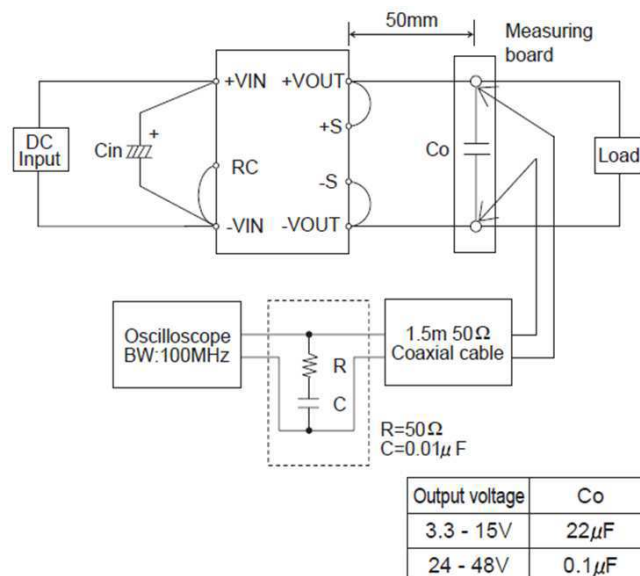 50mm
Measuring
board
+VIN
+VOUT
DC
Input
Cin
+
+S
RC
Co
Load
-S
-VIN
-VOUT
Oscilloscope
BW:100MHz
R
C
1.5m 50Ω
Coaxial cable
R=50Ω
C=0.01μF
Output voltage Co
3.3 - 15V 22μF
24 - 48V 0.1μF